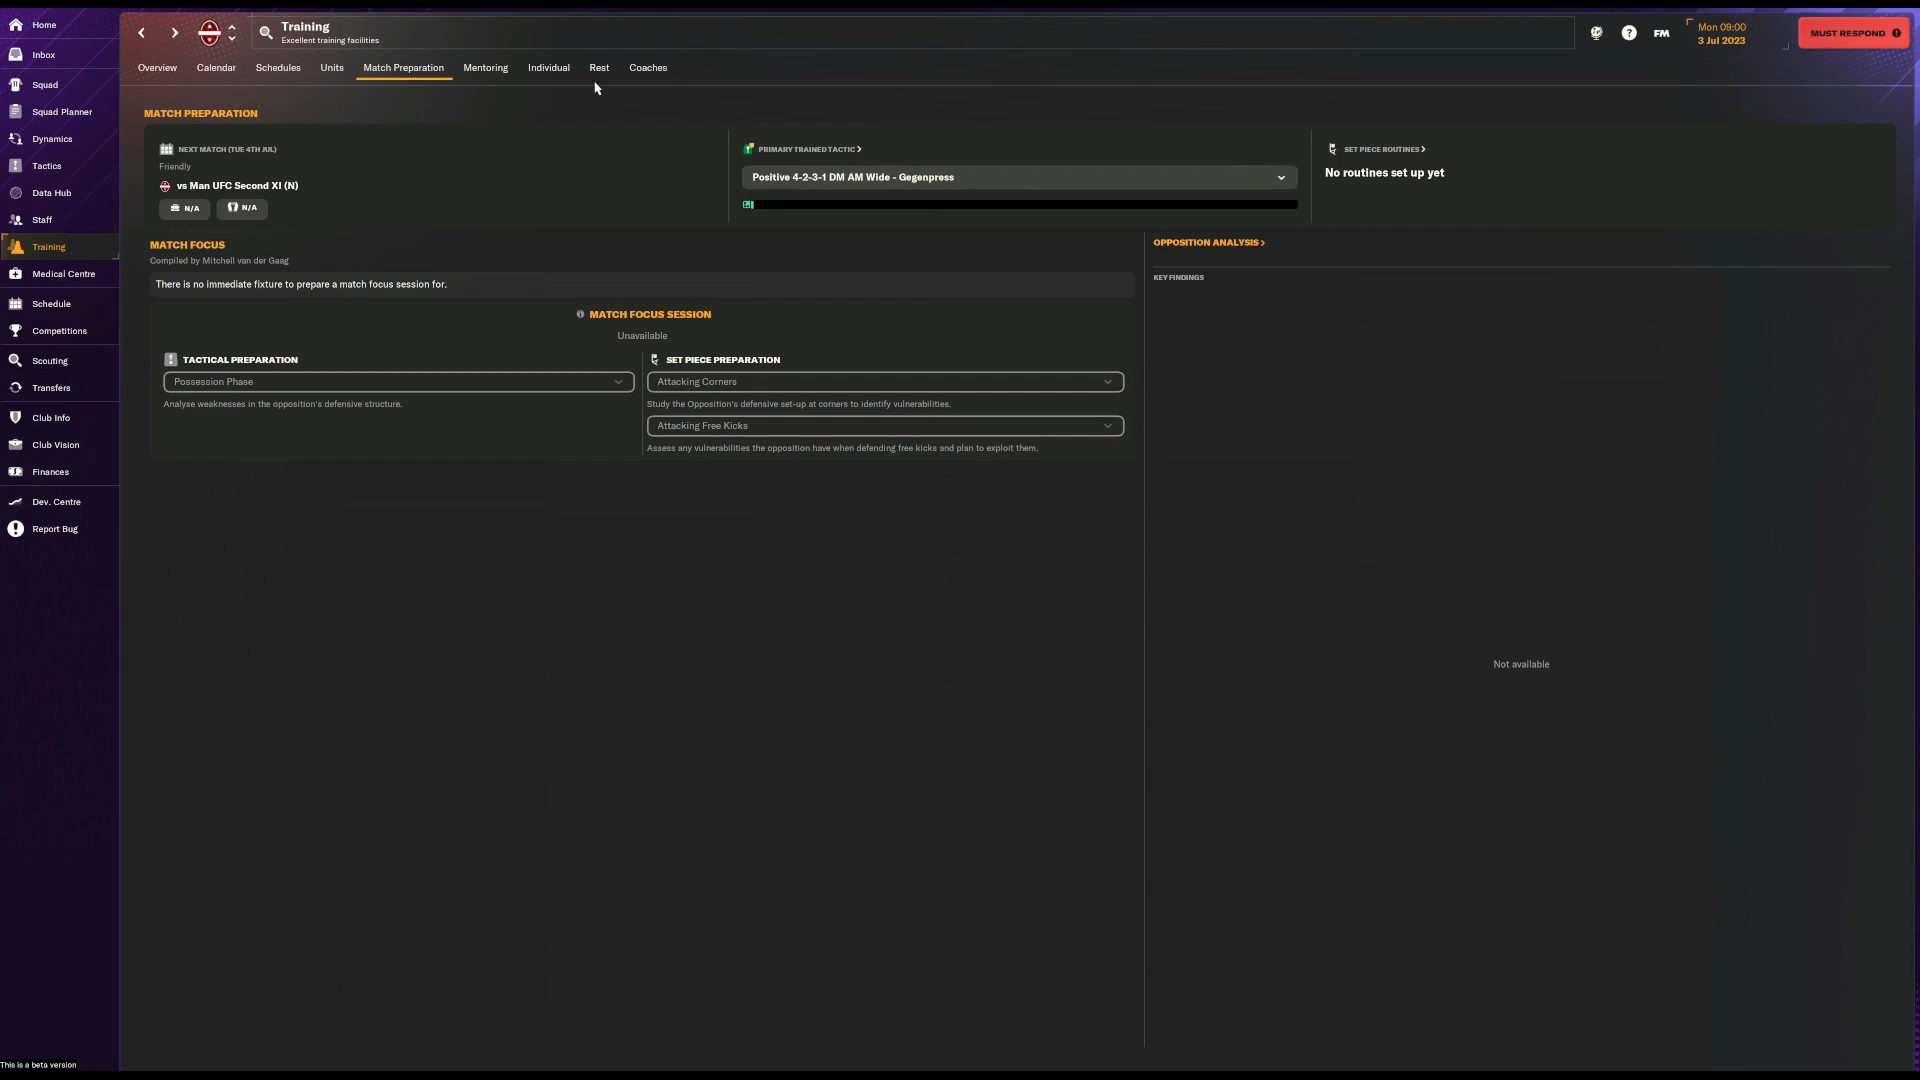 Home
Inbox
Squad
Squad Planner
Dynamics
Tactics
Data Hub
Staff
Training
Medical Centre
Schedule
Competitions
Scouting
Transfers
Club Info
Club Vision
Finances
Dev. Centre
Report Bug
This is a beta version
Training
Excellent training facilities
FM
Mon 09:00
3 Jul 2023
MUST RESPOND
Overview Calendar Schedules Units Match Preparation Mentoring Individual Rest Coaches
MATCH PREPARATION
NEXT MATCH (TUE 4TH JUL)
Friendly
vs Man UFC Second XI (N)
N/A N/A
PRIMARY TRAINED TACTIC
Positive 4-2-3-1 DM AM Wide - Gegenpress
SET PIECE ROUTINES
No routines set up yet
MATCH FOCUS
Compiled by Mitchell van der Gaag
There is no immediate fixture to prepare a match focus session for.
MATCH FOCUS SESSION
Unavailable
TACTICAL PREPARATION
Possession Phase
Analyse weaknesses in the opposition's defensive structure.
SET PIECE PREPARATION
Attacking Corners
Study the Opposition's defensive set-up at corners to identify vulnerabilities.
Attacking Free Kicks
Assess any vulnerabilities the opposition have when defending free kicks and plan to exploit them.
OPPOSITION ANALYSIS
KEY FINDINGS
Not available